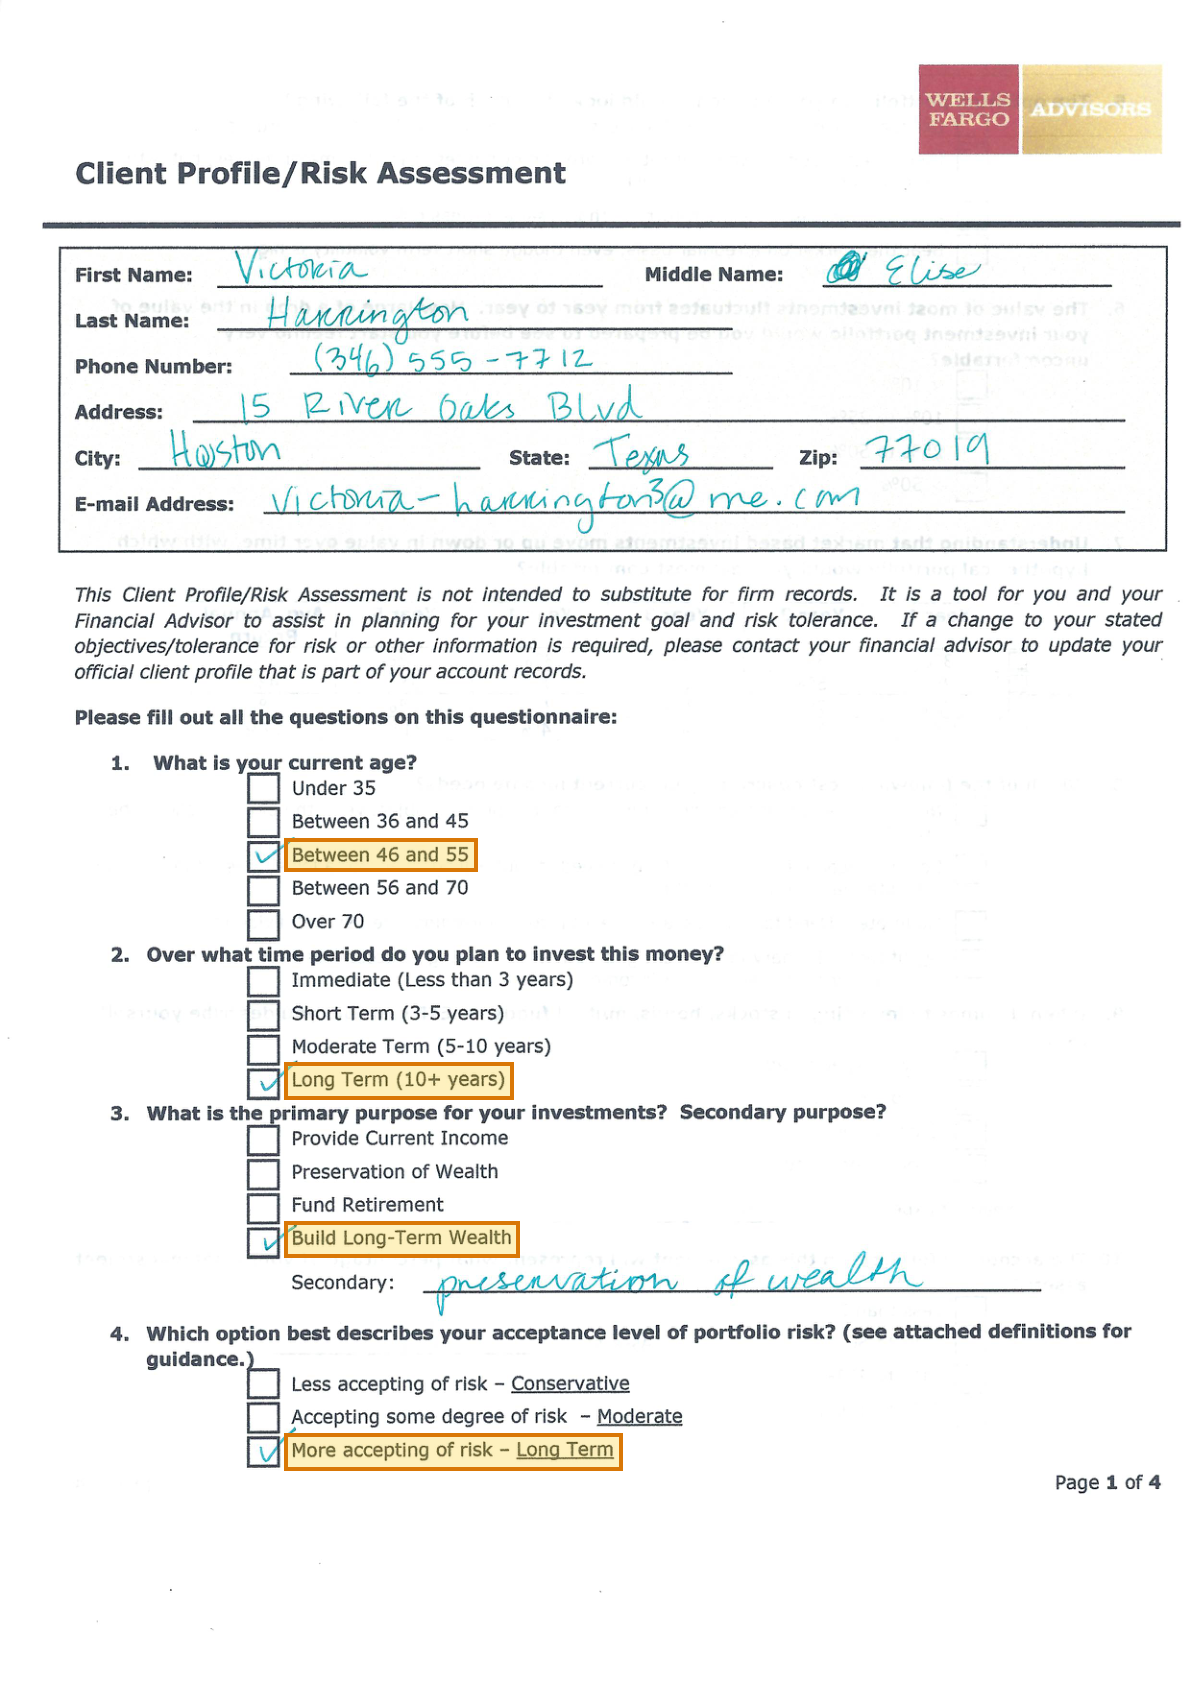 WELLS
FARGO
ADVISORS
Client Profile/Risk Assessment
First Name: Victoria Middle Name: Elise
Last Name: Harrington
Phone Number: (346) 555-7712
Address: 15 River Oaks Blvd
City: Houston State: Texas Zip: 77019
E-mail Address: victoria-harrington3@me.com
This Client Profile/Risk Assessment is not intended to substitute for firm records. It is a tool for you and your
Financial Advisor to assist in planning for your investment goal and risk tolerance. If a change to your stated
objectives/tolerance for risk or other information is required, please contact your financial advisor to update your
official client profile that is part of your account records.
Please fill out all the questions on this questionnaire:
1. What is your current age?
Under 35
Between 36 and 45
✓ Between 46 and 55
Between 56 and 70
Over 70
2. Over what time period do you plan to invest this money?
Immediate (Less than 3 years)
Short Term (3-5 years)
Moderate Term (5-10 years)
✓ Long Term (10+ years)
3. What is the primary purpose for your investments? Secondary purpose?
Provide Current Income
Preservation of Wealth
Fund Retirement
✓ Build Long-Term Wealth
Secondary: preservation of wealth
4. Which option best describes your acceptance level of portfolio risk? (see attached definitions for
guidance.)
Less accepting of risk – Conservative
Accepting some degree of risk – Moderate
✓ More accepting of risk – Long Term
Page 1 of 4